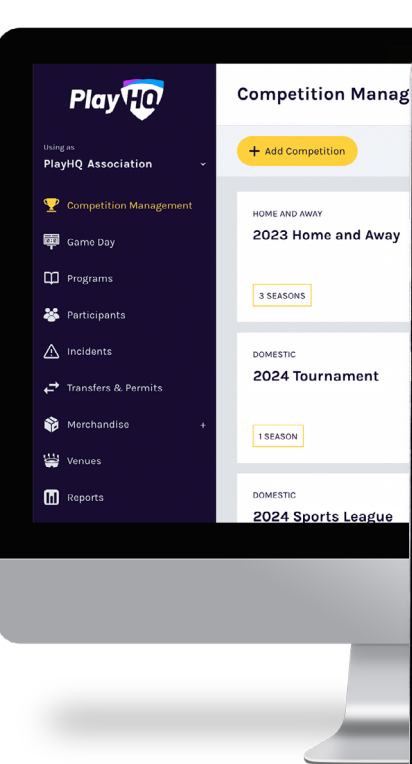 PlayHQ
Using as
PlayHQ Association
Competition Management
Game Day
Programs
Participants
Incidents
Transfers & Permits
Merchandise +
Venues
Reports
Competition Manag
+ Add Competition
HOME AND AWAY
2023 Home and Away
3 SEASONS
DOMESTIC
2024 Tournament
1 SEASON
DOMESTIC
2024 Sports League